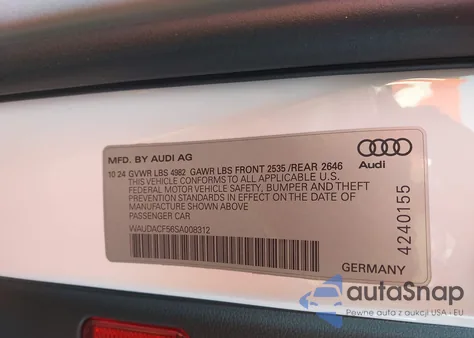 MFD. BY AUDI AG
Audi
10 24 GVWR LBS 4982 GAWR LBS FRONT 2535 /REAR 2646
THIS VEHICLE CONFORMS TO ALL APPLICABLE U.S.
FEDERAL MOTOR VEHICLE SAFETY, BUMPER AND THEFT
PREVENTION STANDARDS IN EFFECT ON THE DATE OF
MANUFACTURE SHOWN ABOVE
PASSENGER CAR
WAUDACF56SA008312
4240155
GERMANY
autoSnap
Pewne auta z aukcji USA - EU